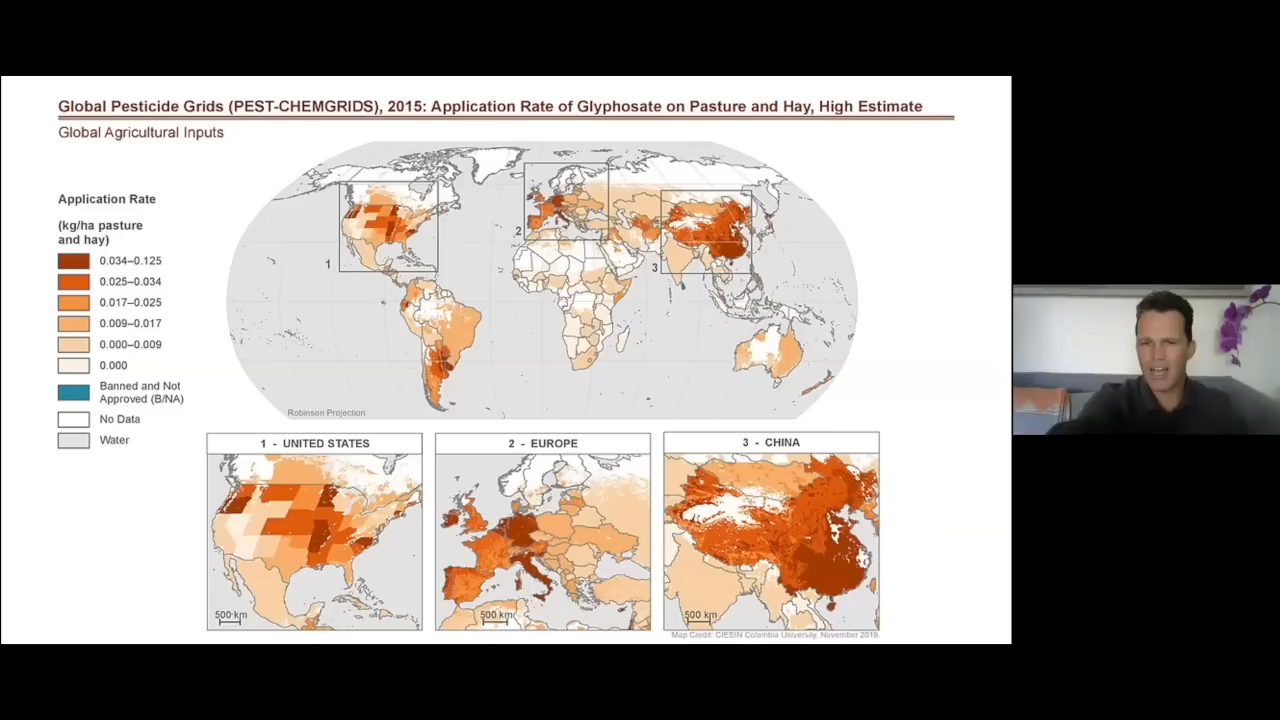 Global Pesticide Grids (PEST-CHEMGRIDS), 2015: Application Rate of Glyphosate on Pasture and Hay, High Estimate
Global Agricultural Inputs
Application Rate
(kg/ha pasture
and hay)
0.034–0.125
0.025–0.034
0.017–0.025
0.009–0.017
0.000–0.009
0.000
Banned and Not
Approved (B/NA)
No Data
Water
1
2
3
Robinson Projection
1 - UNITED STATES
2 - EUROPE
3 - CHINA
500 km
500 km
500 km
Map Credit: CIESIN Columbia University, November 2019.